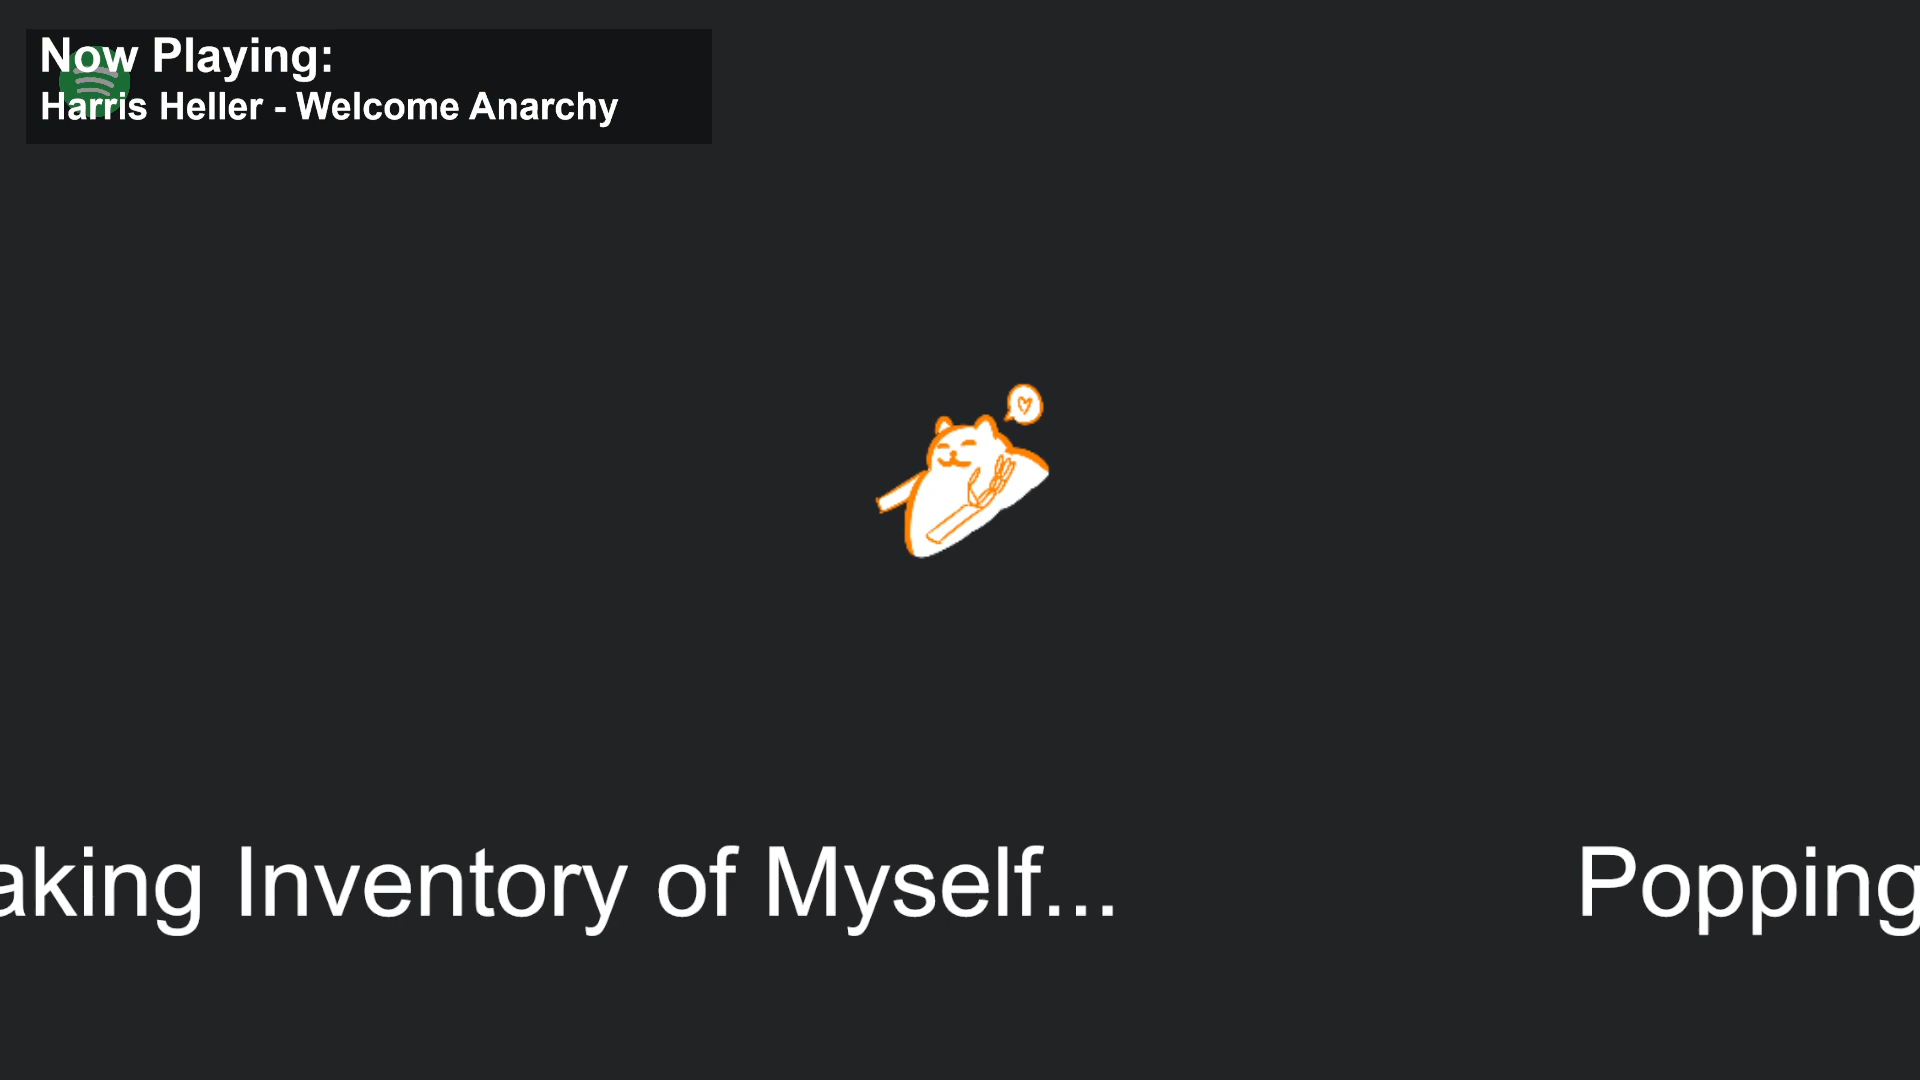 Now Playing:
Harris Heller - Welcome Anarchy
aking Inventory of Myself... Popping